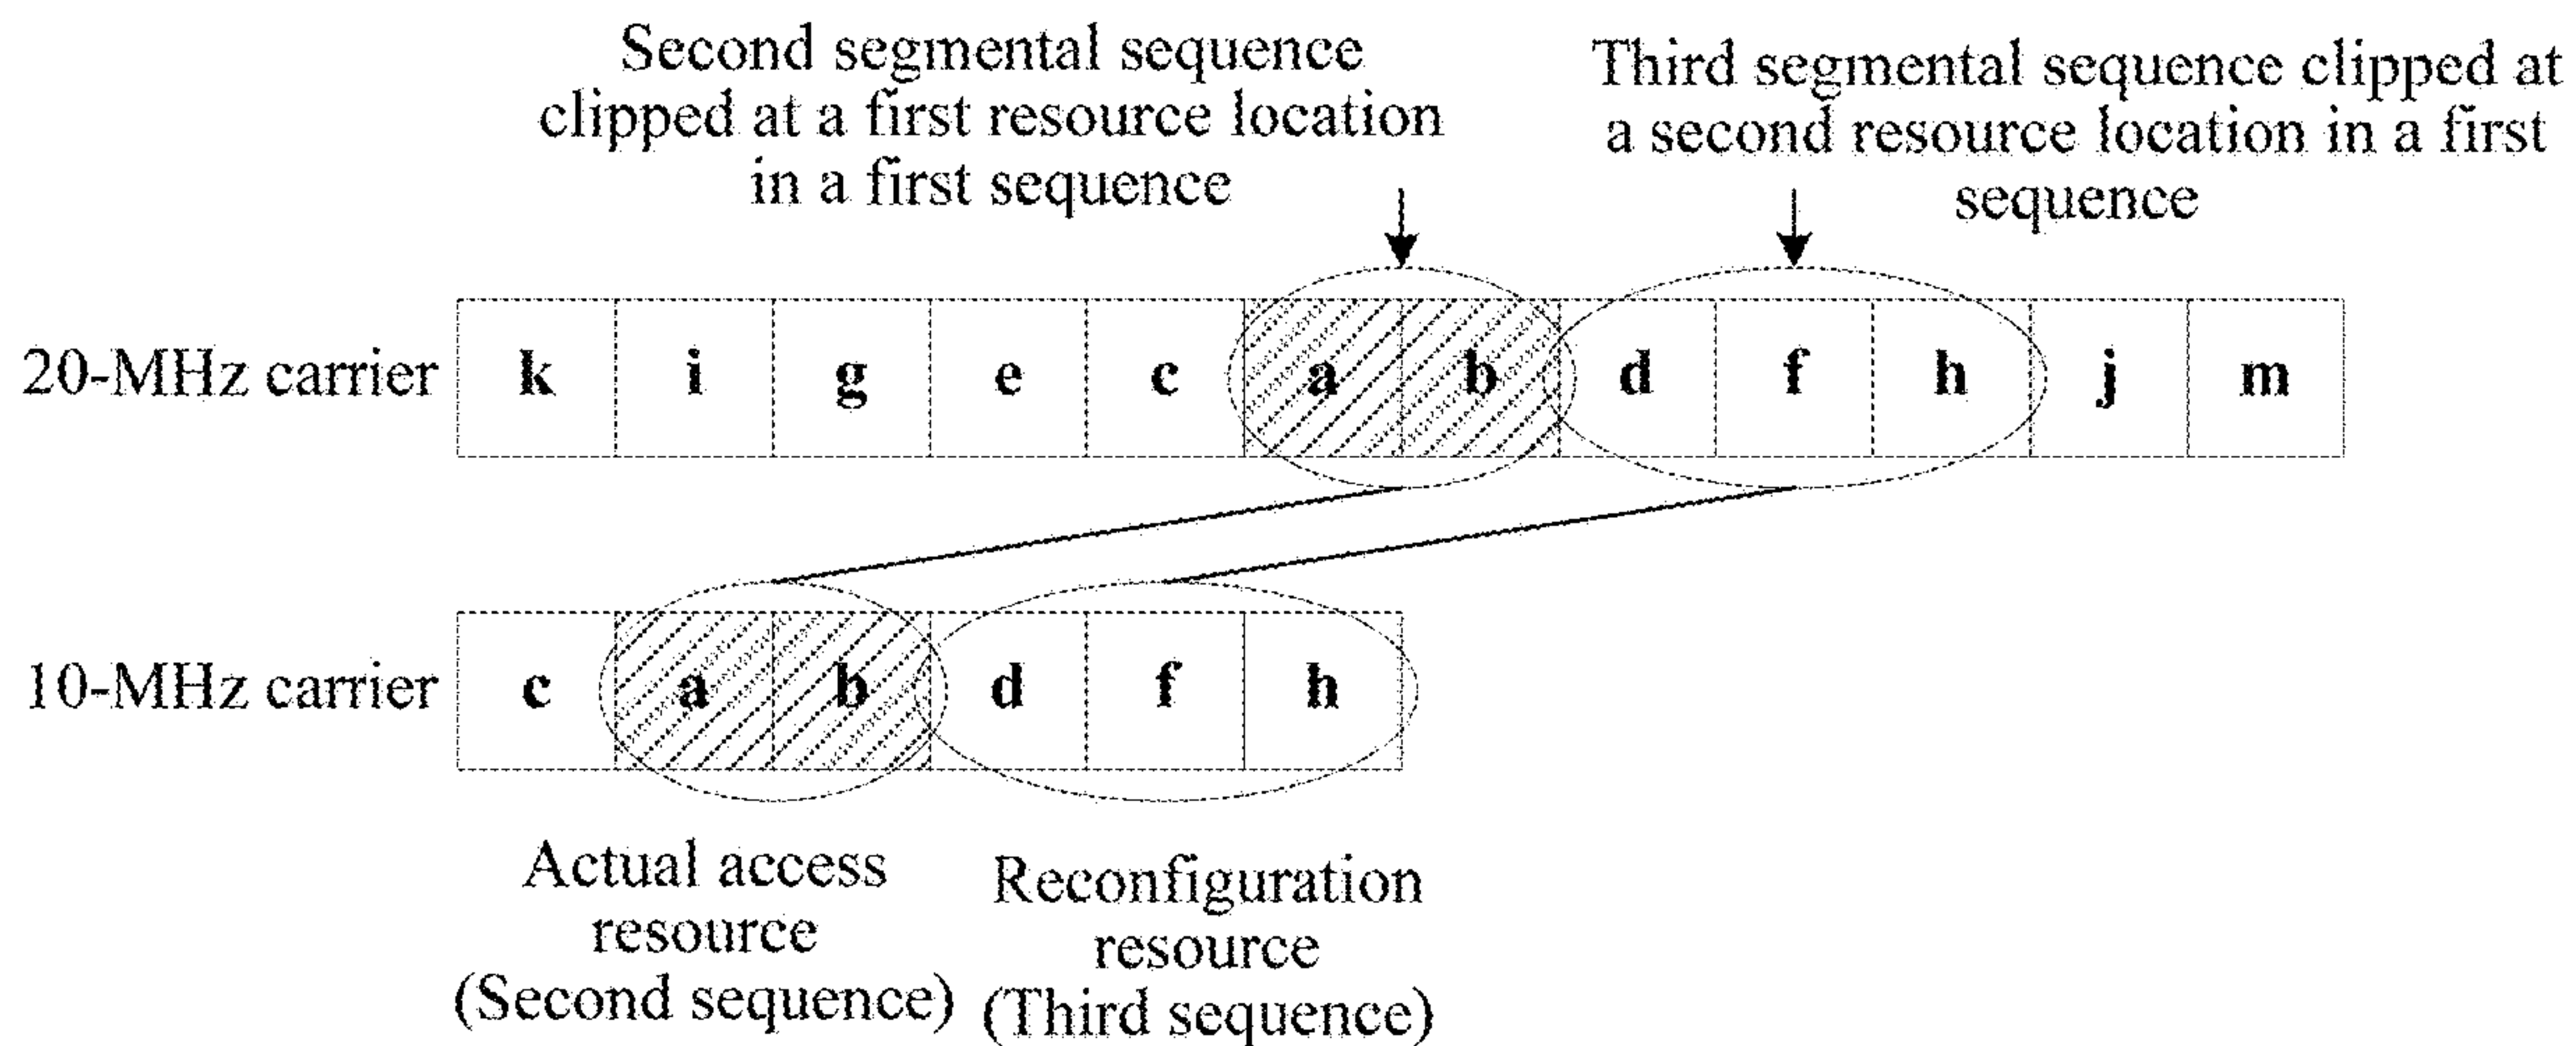 Second segmental sequence
clipped at a first resource location
in a first sequence
Third segmental sequence clipped at
a second resource location in a first
sequence
20-MHz carrier k i g e c a b d f h j m
10-MHz carrier c a b d f h
Actual access
resource
(Second sequence)
Reconfiguration
resource
(Third sequence)